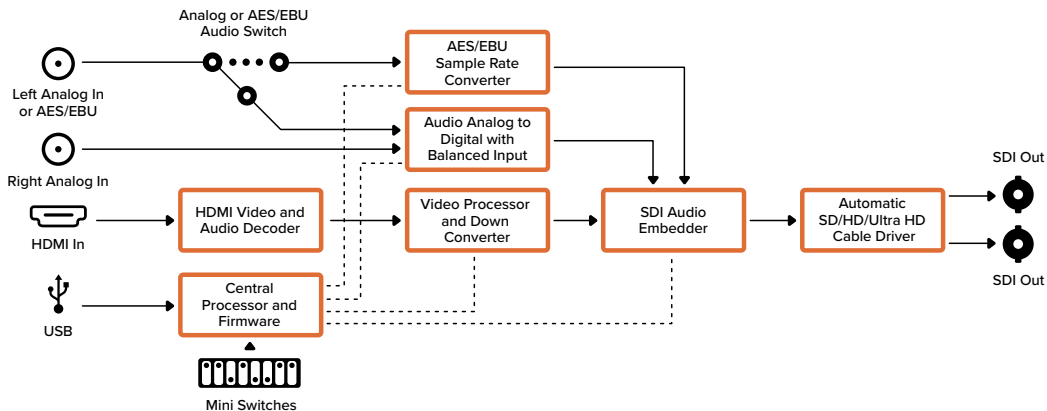 Analog or AES/EBU
Audio Switch
Left Analog In
or AES/EBU
Right Analog In
HDMI In
USB
AES/EBU
Sample Rate
Converter
Audio Analog to
Digital with
Balanced Input
HDMI Video and
Audio Decoder
Video Processor
and Down
Converter
SDI Audio
Embedder
Automatic
SD/HD/Ultra HD
Cable Driver
SDI Out
SDI Out
Central
Processor and
Firmware
Mini Switches